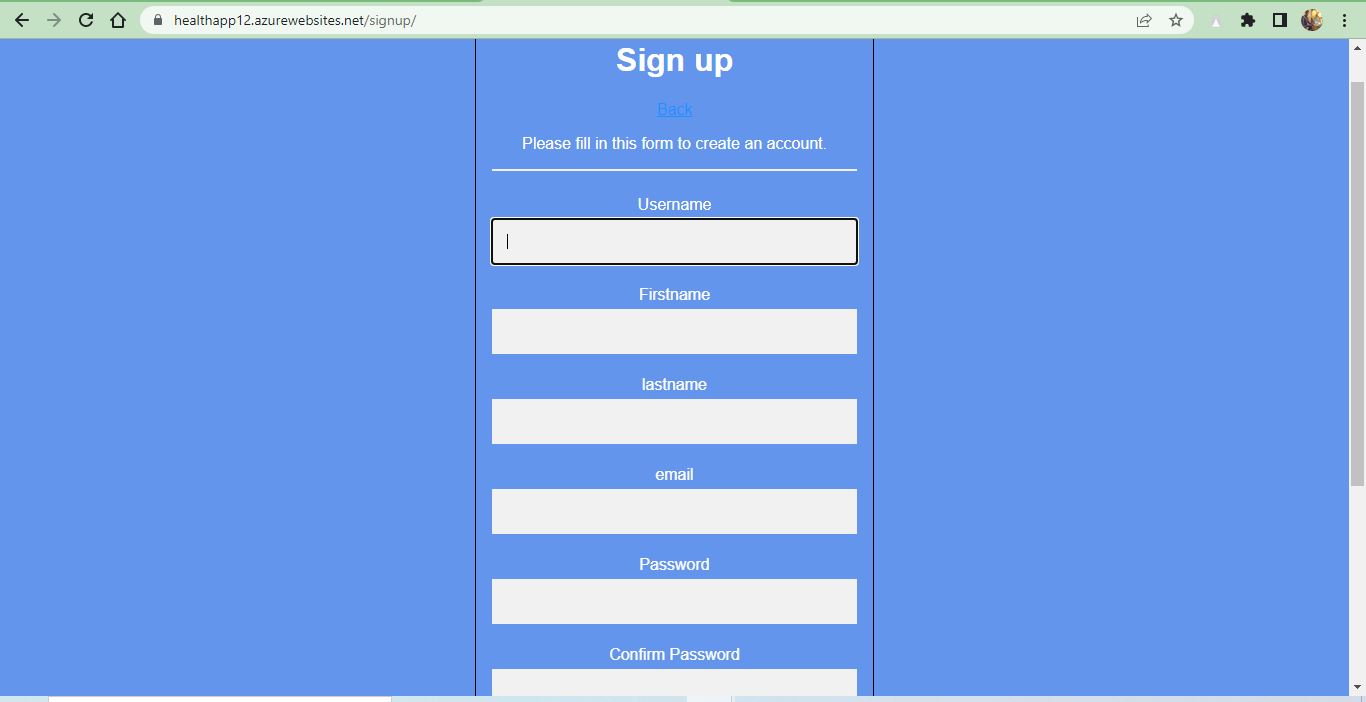 healthapp12.azurewebsites.net/signup/
Sign up
Back
Please fill in this form to create an account.
Username
Firstname
lastname
email
Password
Confirm Password